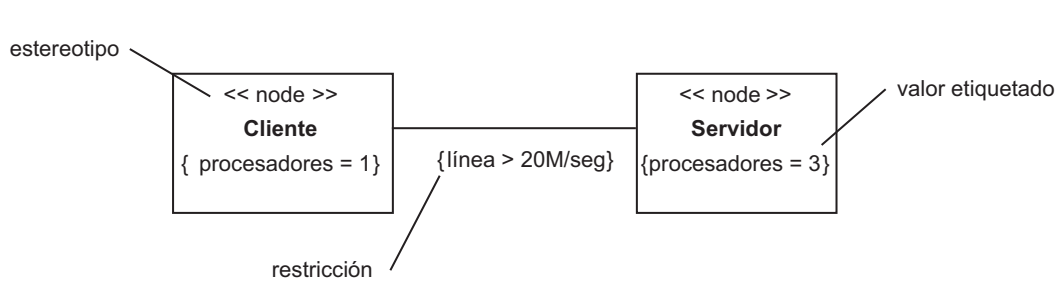 estereotipo
<< node >>
Cliente
{ procesadores = 1}
{línea > 20M/seg}
<< node >>
Servidor
{procesadores = 3}
valor etiquetado
restricción